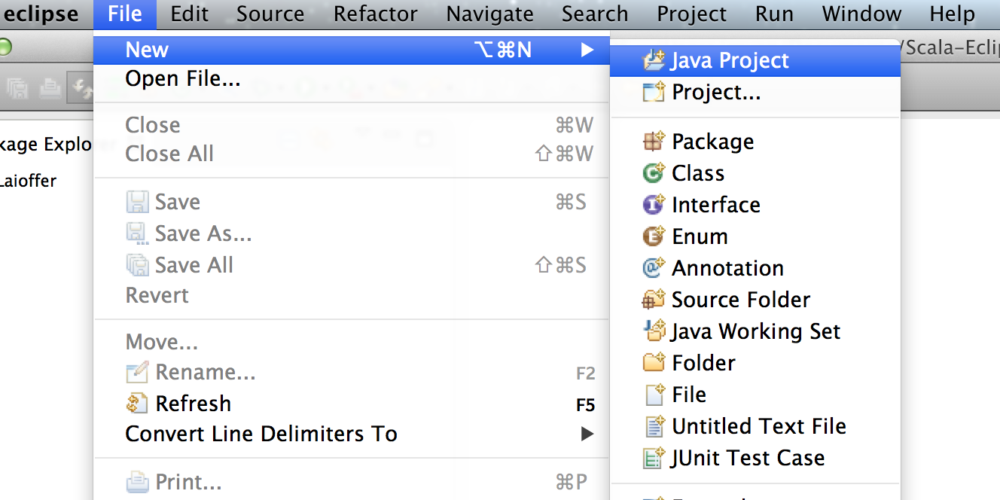 eclipse File Edit Source Refactor Navigate Search Project Run Window Help
/Scala-Ecli
New ⌥⌘N ▶
Open File...
Close ⌘W
Close All ⇧⌘W
Save ⌘S
Save As...
Save All ⇧⌘S
Revert
Move...
Rename... F2
Refresh F5
Convert Line Delimiters To ▶
Print... ⌘P
Java Project
Project...
Package
Class
Interface
Enum
Annotation
Source Folder
Java Working Set
Folder
File
Untitled Text File
JUnit Test Case
kage Explo
Laioffer